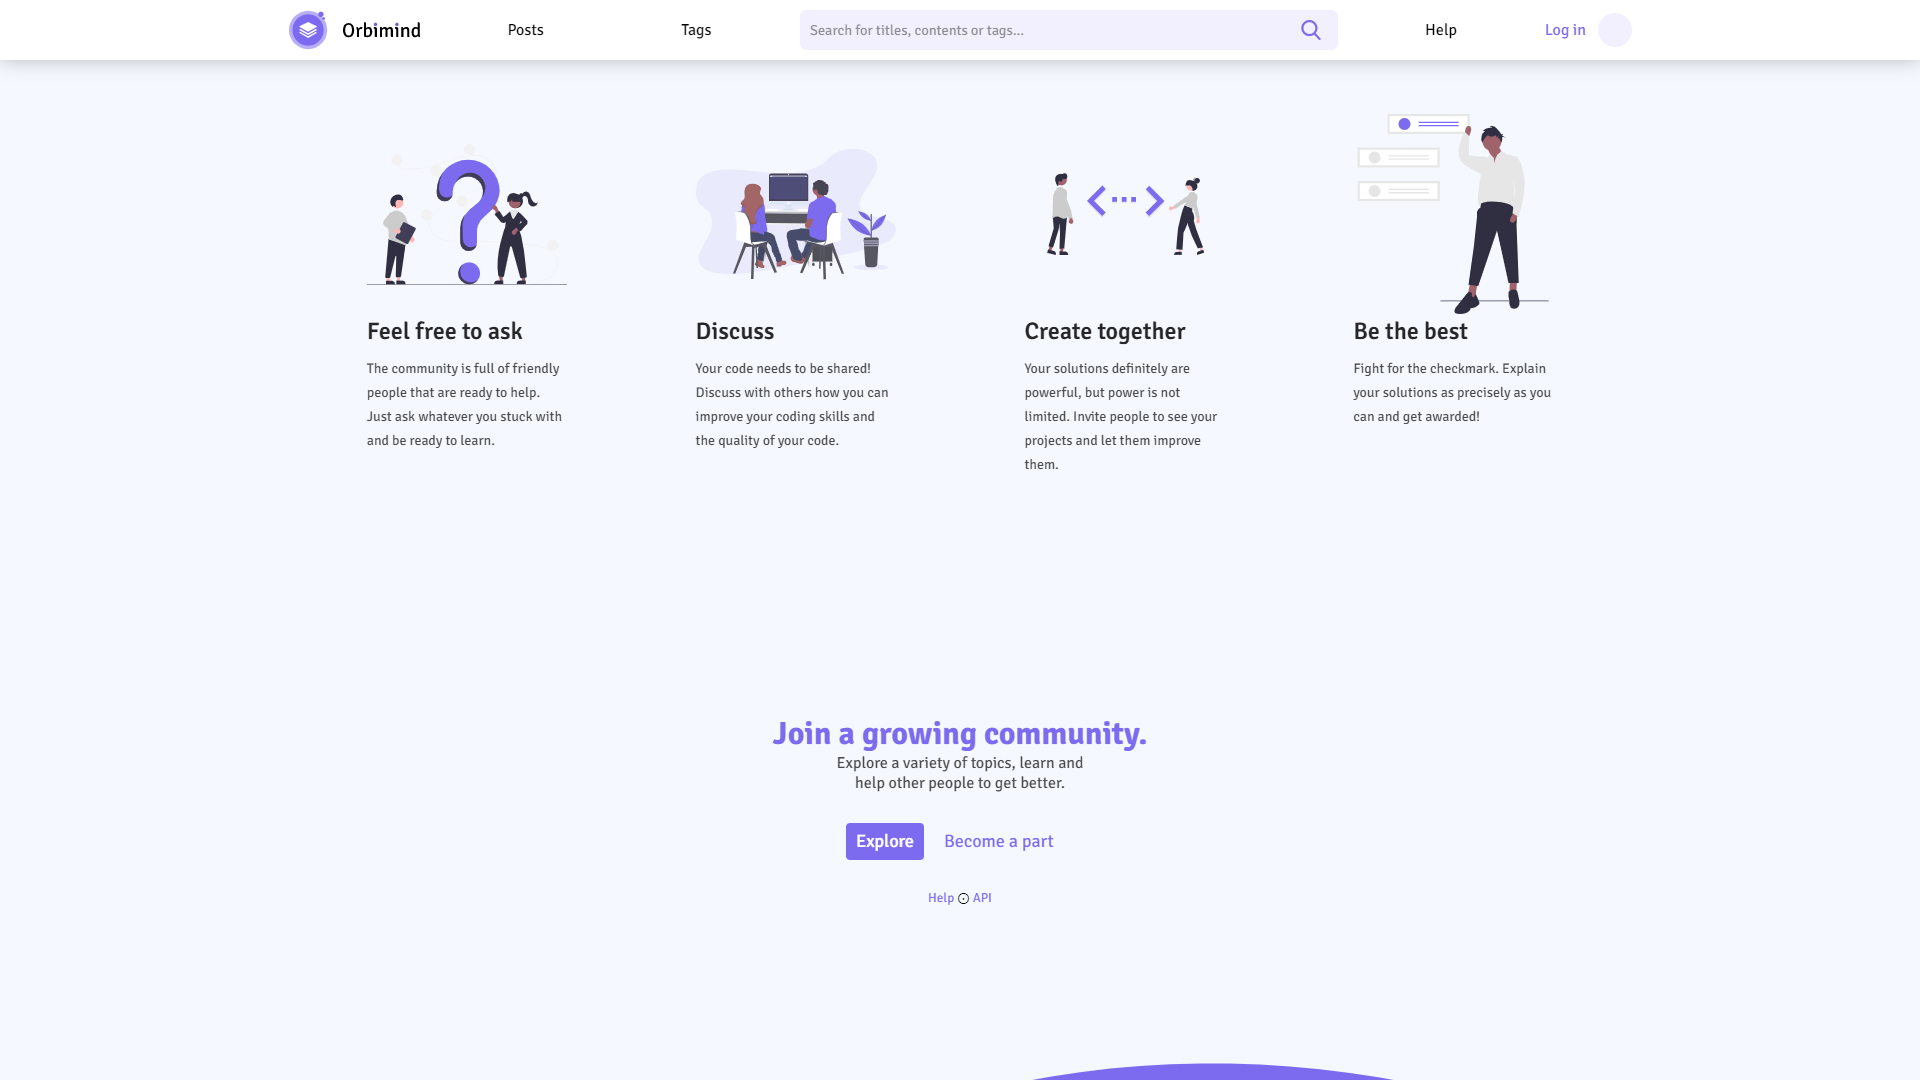 Orbimind
Posts
Tags
Search for titles, contents or tags...
Help
Log in
Feel free to ask
The community is full of friendly
people that are ready to help.
Just ask whatever you stuck with
and be ready to learn.
Discuss
Your code needs to be shared!
Discuss with others how you can
improve your coding skills and
the quality of your code.
Create together
Your solutions definitely are
powerful, but power is not
limited. Invite people to see your
projects and let them improve
them.
Be the best
Fight for the checkmark. Explain
your solutions as precisely as you
can and get awarded!
Join a growing community.
Explore a variety of topics, learn and
help other people to get better.
Explore
Become a part
Help ⊙ API